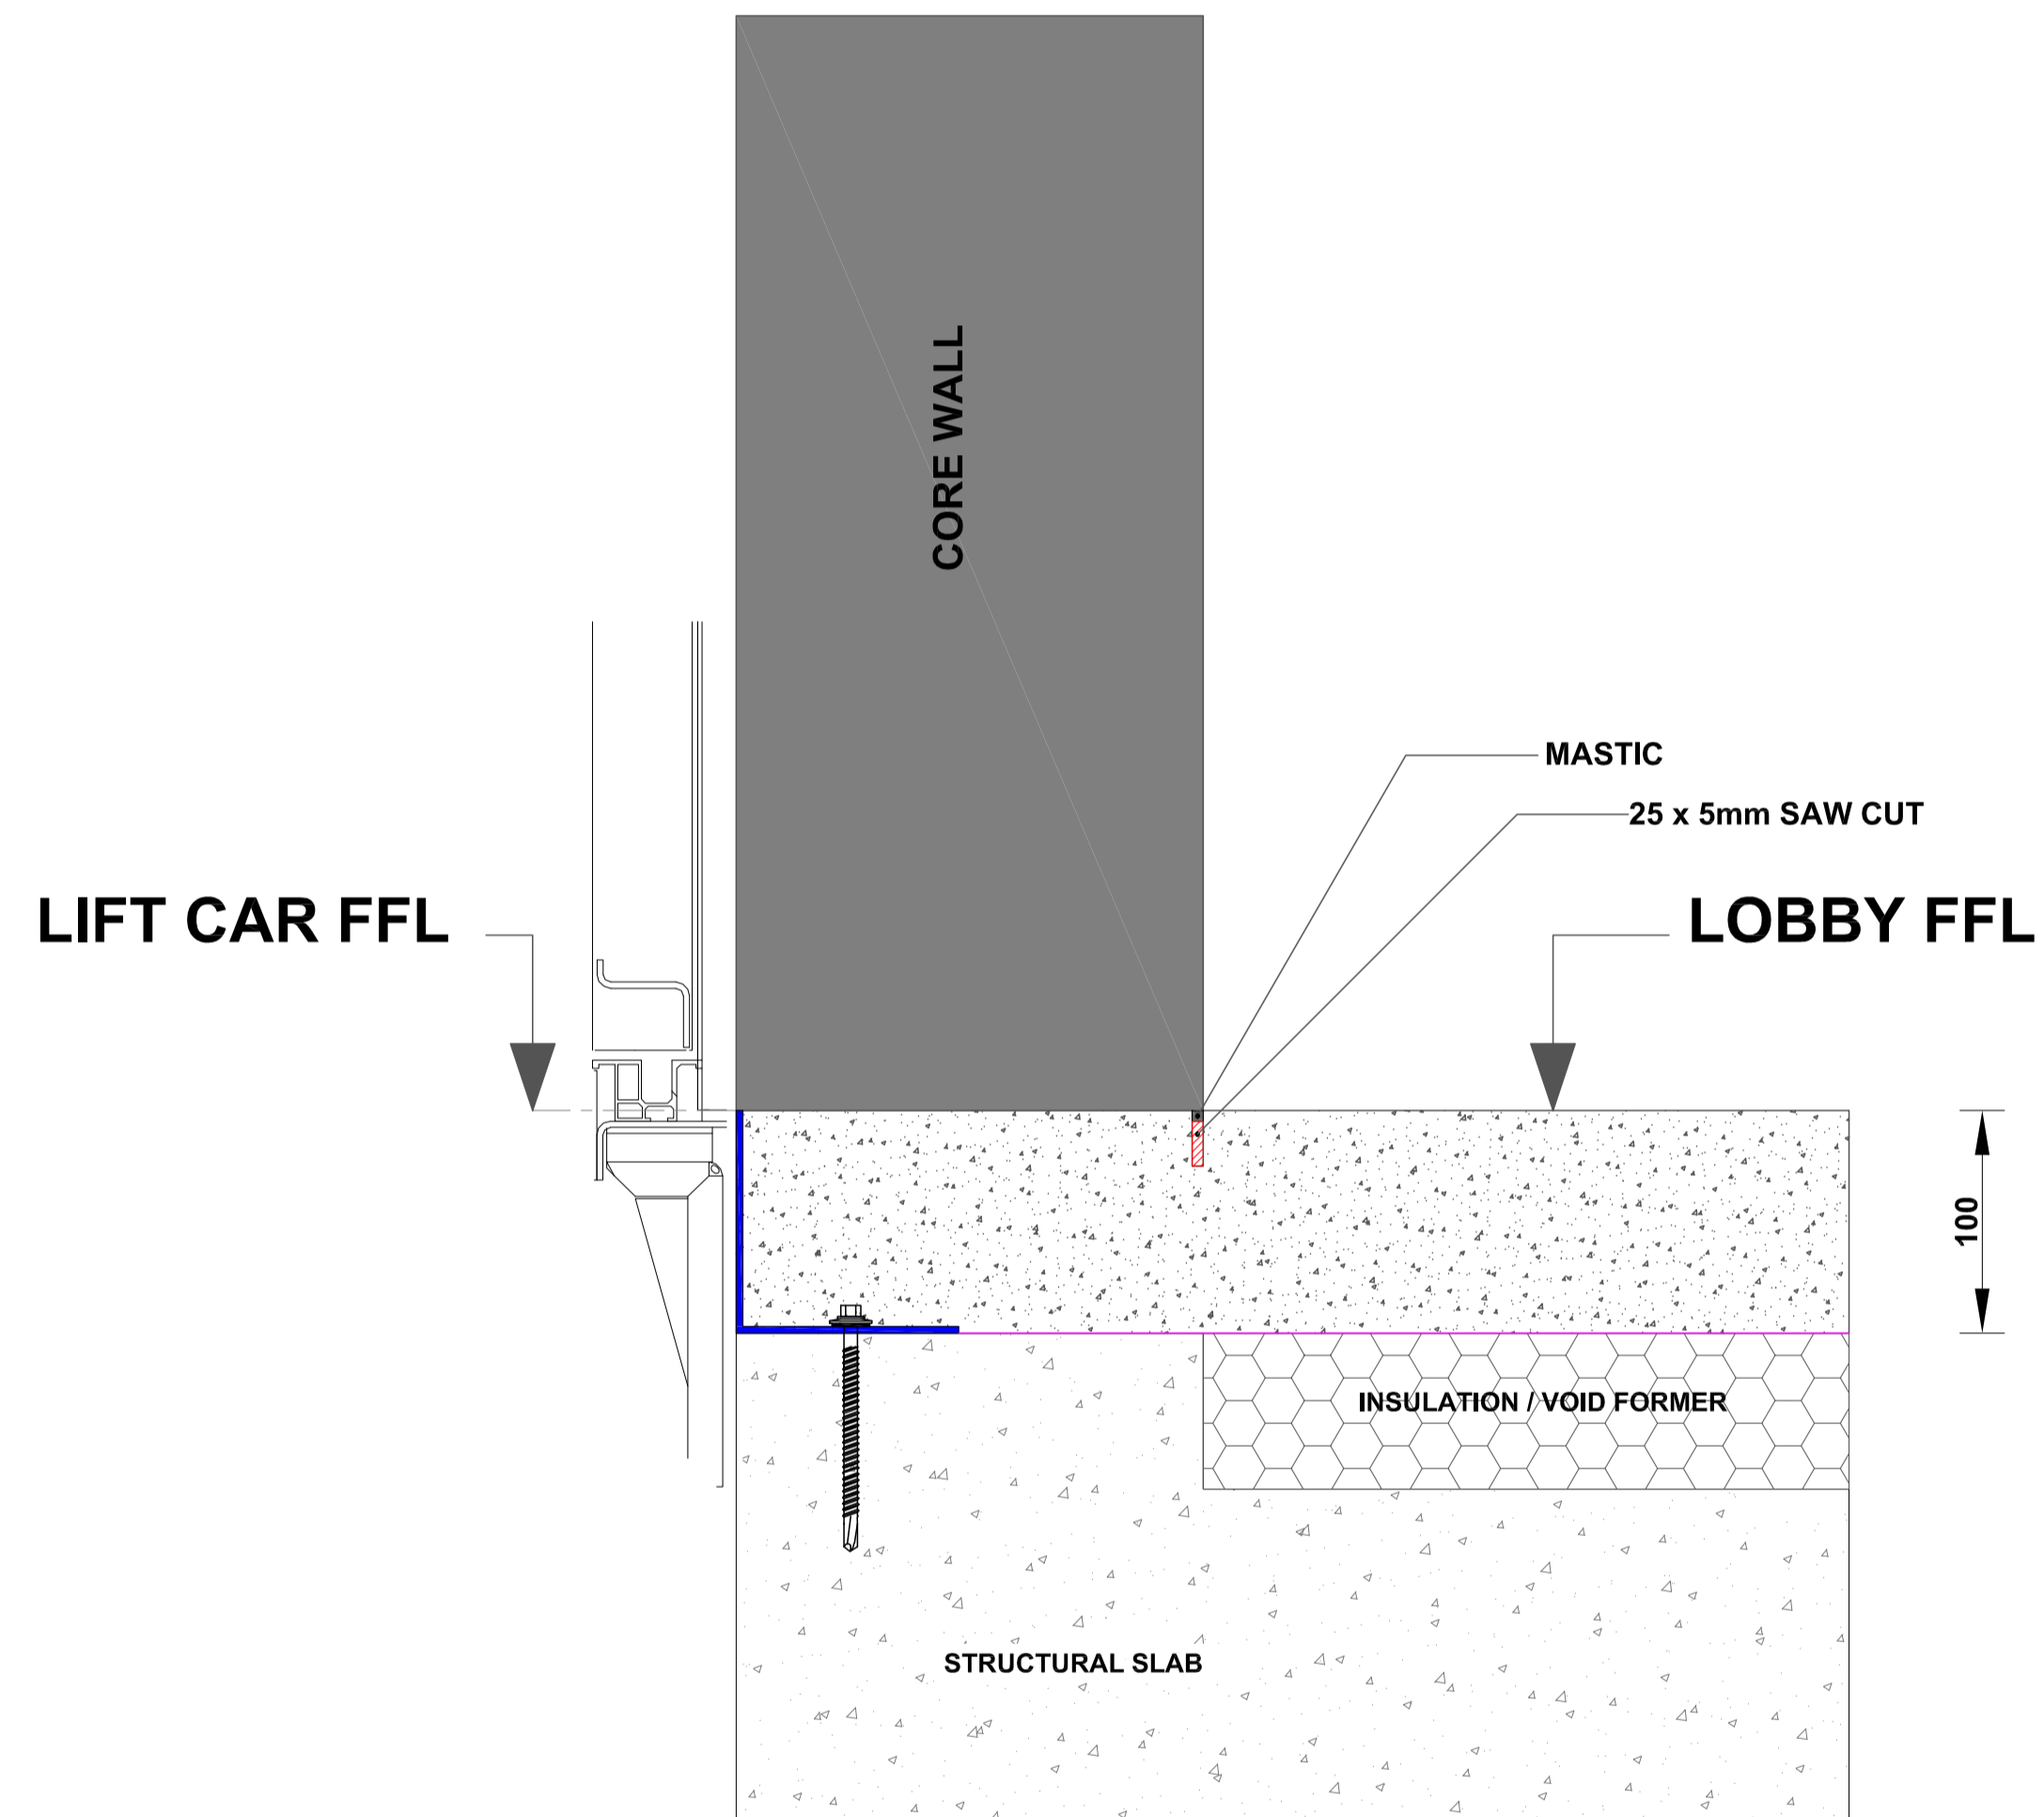 CORE WALL
MASTIC
25 x 5mm SAW CUT
LIFT CAR FFL
LOBBY FFL
100
INSULATION / VOID FORMER
STRUCTURAL SLAB